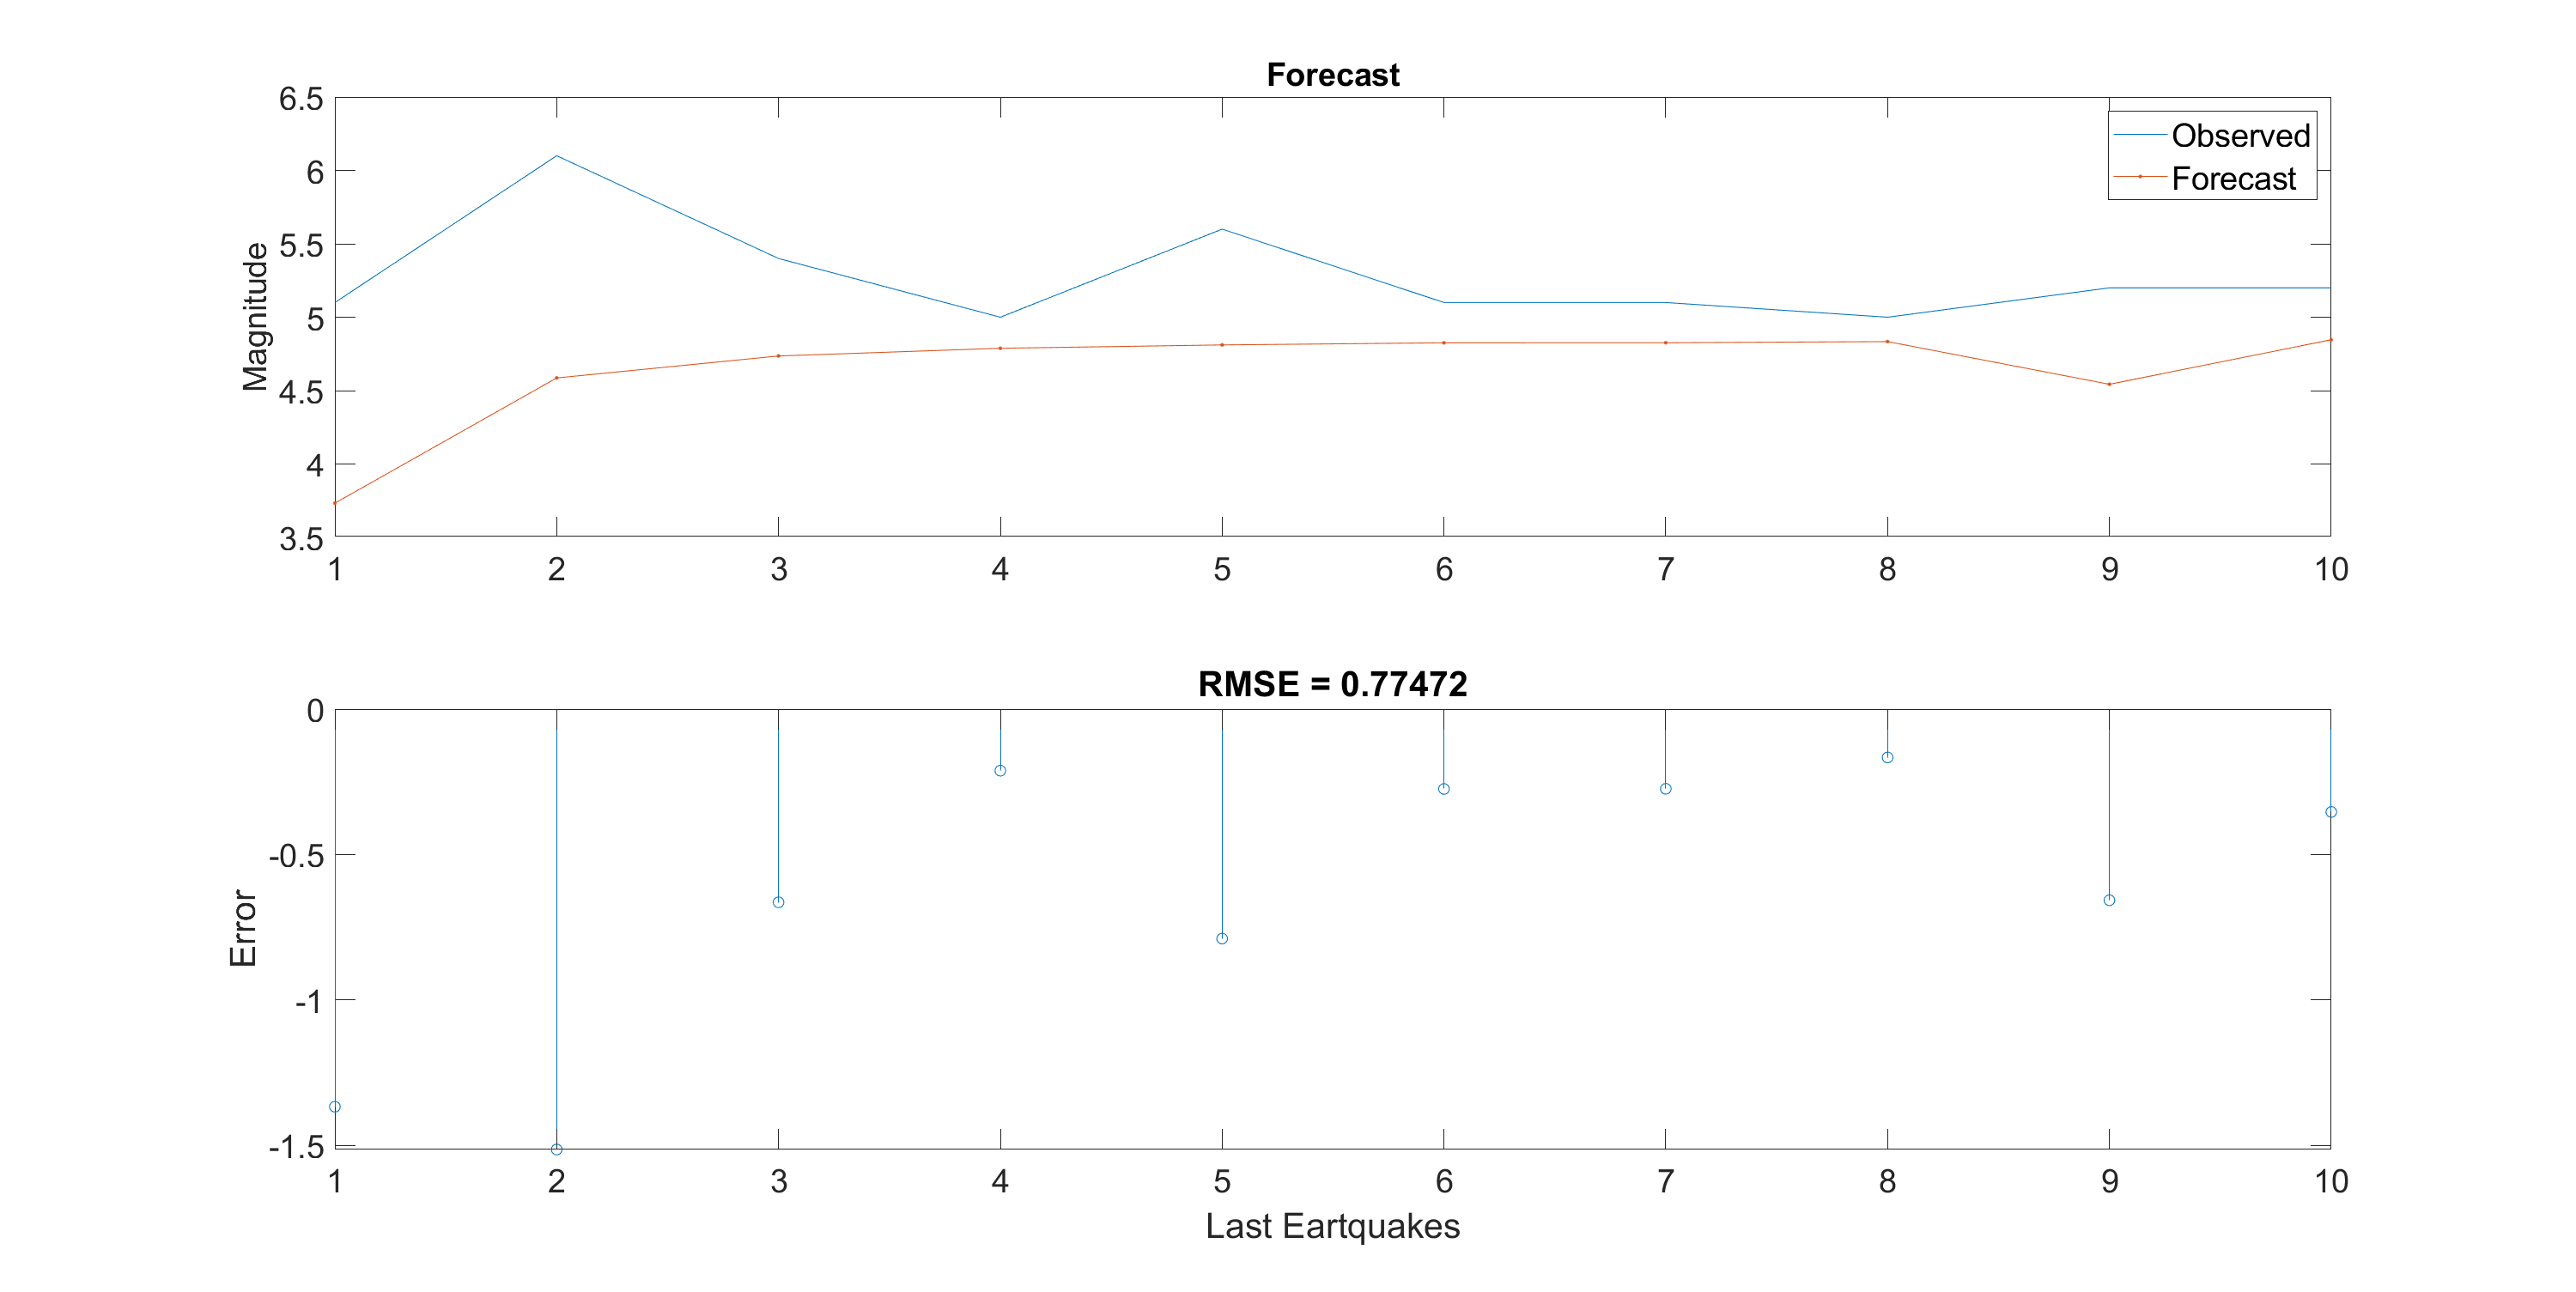 Forecast
6.5
6
5.5
5
4.5
4
3.5
Magnitude
Observed
Forecast
1 2 3 4 5 6 7 8 9 10
RMSE = 0.77472
0
-0.5
-1
-1.5
Error
1 2 3 4 5 6 7 8 9 10
Last Eartquakes